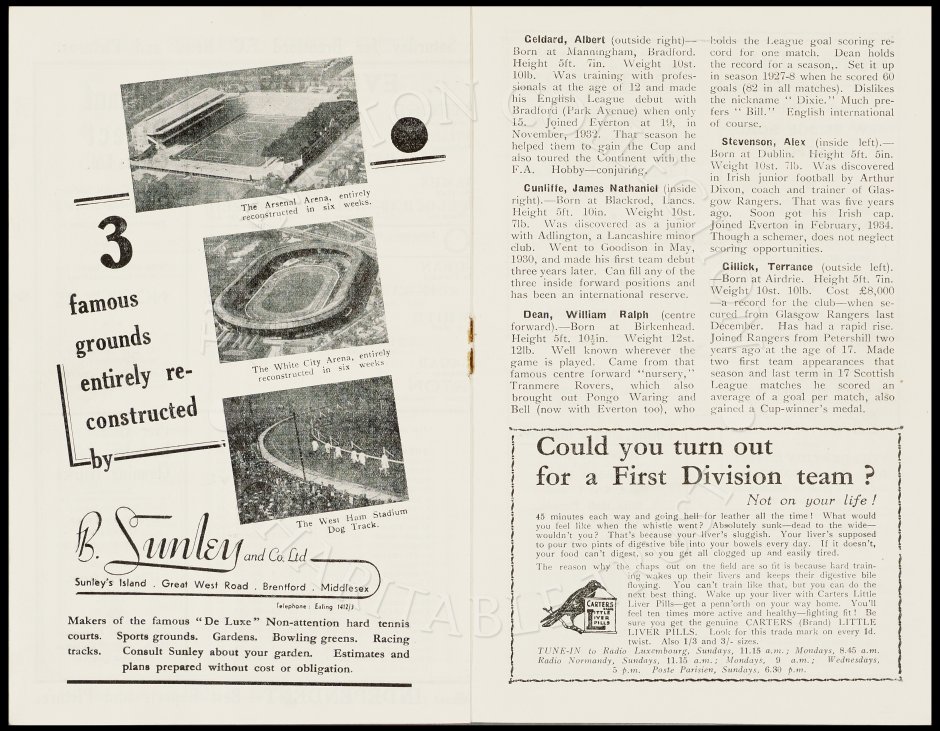 The Arsenal Arena, entirely
reconstructed in six weeks.
3
famous
grounds
entirely re-
constructed
by
The White City Arena, entirely
reconstructed in six weeks
The West Ham Stadium
Dog Track.
B. Sunley and Co. Ltd
Sunley's Island . Great West Road . Brentford . Middlesex
Telephone: Ealing
Makers of the famous "De Luxe" Non-attention hard tennis
courts. Sports grounds. Gardens. Bowling greens. Racing
tracks. Consult Sunley about your garden. Estimates and
plans prepared without cost or obligation.
Geldard, Albert (outside right)—
Born at Manningham, Bradford.
Height 5ft. 7in. Weight 10st.
10lb. Was training with profes-
sionals at the age of 12 and made
his English League debut with
Bradford (Park Avenue) when only
15. Joined Everton at 19, in
November, 1932. That season he
helped them to gain the Cup and
also toured the Continent with the
F.A. Hobby—conjuring.
Cunliffe, James Nathaniel (inside
right).—Born at Blackrod, Lancs.
Height 5ft. 10in. Weight 10st.
7lb. Was discovered as a junior
with Adlington, a Lancashire minor
club. Went to Goodison in May,
1930, and made his first team debut
three years later. Can fill any of the
three inside forward positions and
has been an international reserve.
Dean, William Ralph (centre
forward).—Born at Birkenhead.
Height 5ft. 10½in. Weight 12st.
12lb. Well known wherever the
game is played. Came from that
famous centre forward "nursery,"
Tranmere Rovers, which also
brought out Pongo Waring and
Bell (now with Everton too), who
holds the League goal scoring re-
cord for one match. Dean holds
the record for a season,. Set it up
in season 1927-8 when he scored 60
goals (82 in all matches). Dislikes
the nickname "Dixie." Much pre-
fers "Bill." English international
of course.
Stevenson, Alex (inside left).—
Born at Dublin. Height 5ft. 5in.
Weight 10st. 7lb. Was discovered
in Irish junior football by Arthur
Dixon, coach and trainer of Glas-
gow Rangers. That was five years
ago. Soon got his Irish cap.
Joined Everton in February, 1934.
Though a schemer, does not neglect
scoring opportunities.
Gillick, Terrance (outside left).
—Born at Airdrie. Height 5ft. 7in.
Weight 10st. 10lb. Cost £8,000
—a record for the club—when se-
cured from Glasgow Rangers last
December. Has had a rapid rise.
Joined Rangers from Petershill two
years ago at the age of 17. Made
two first team appearances that
season and last term in 17 Scottish
League matches he scored an
average of a goal per match, also
gained a Cup-winner's medal.
Could you turn out
for a First Division team ?
Not on your life !
45 minutes each way and going hell for leather all the time! What would
you feel like when the whistle went? Absolutely sunk—dead to the wide—
wouldn't you? That's because your liver's sluggish. Your liver's supposed
to pour two pints of digestive bile into your bowels every day. If it doesn't,
your food can't digest, so you get all clogged up and easily tired.
The reason why the chaps out on the field are so fit is because hard train-
ing wakes up their livers and keeps their digestive bile
flowing. You can't train like that, but you can do the
next best thing. Wake up your liver with Carters Little
Liver Pills—get a penn'orth on your way home. You'll
feel ten times more active and healthy—fighting fit! Be
sure you get the genuine CARTERS (Brand) LITTLE
LIVER PILLS. Look for this trade mark on every 1d.
twist. Also 1/3 and 3/- sizes.
CARTERS
LITTLE
LIVER
PILLS
TUNE-IN to Radio Luxembourg, Sundays, 11.15 a.m.; Mondays, 8.45 a.m.
Radio Normandy, Sundays, 11.15 a.m.; Mondays, 9 a.m.; Wednesdays,
5 p.m. Poste Parisien, Sundays, 6.30 p.m.